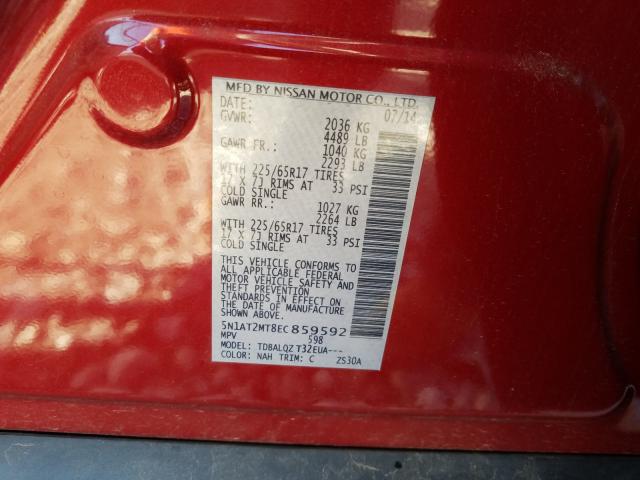 MFD BY NISSAN MOTOR CO., LTD.
DATE: 07/14
GVWR: 2036 KG
4489 LB
GAWR FR.: 1040 KG
2293 LB
WITH 225/65R17 TIRES
17 X 7J RIMS AT 33 PSI
COLD SINGLE
GAWR RR.: 1027 KG
2264 LB
WITH 225/65R17 TIRES
17 X 7J RIMS AT 33 PSI
COLD SINGLE
THIS VEHICLE CONFORMS TO
ALL APPLICABLE FEDERAL
MOTOR VEHICLE SAFETY AND
THEFT PREVENTION
STANDARDS IN EFFECT ON
THE DATE OF MANUFACTURE
SHOWN ABOVE
5N1AT2MT8EC859592
MPV 598
MODEL: TDBALQZ T32EUA---
COLOR: NAH TRIM: C ZS30A